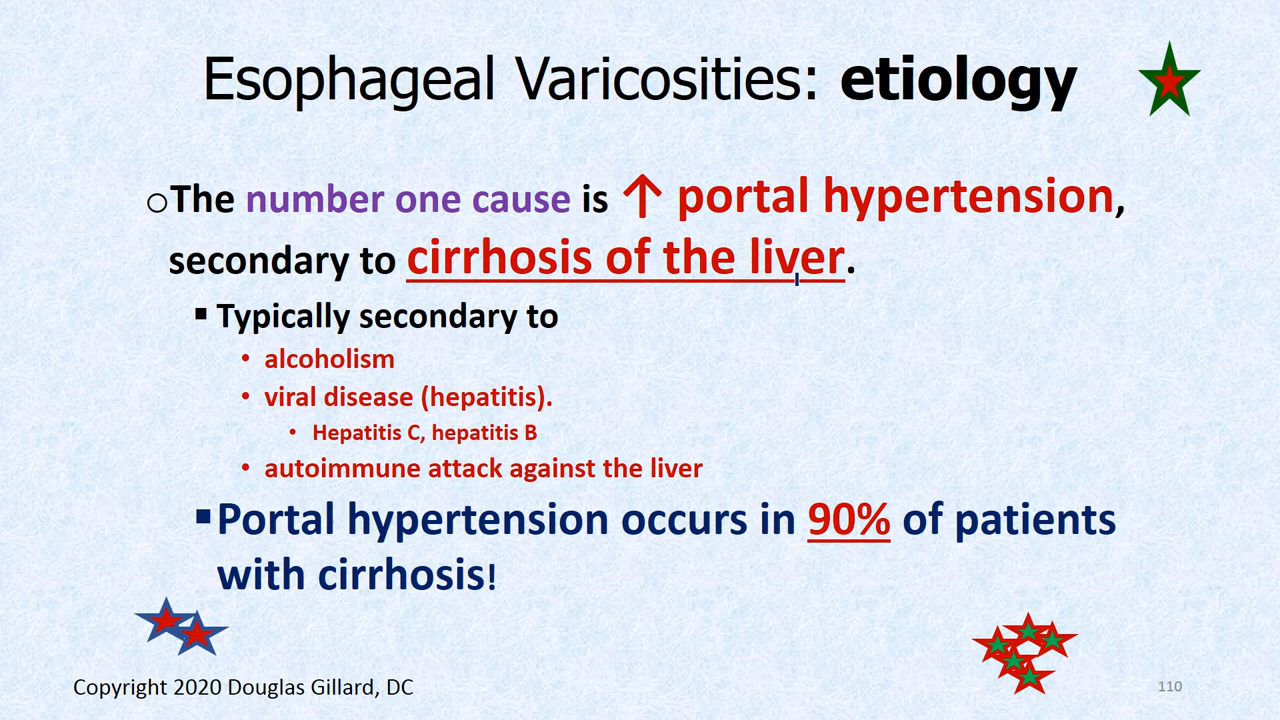 Esophageal Varicosities: etiology
oThe number one cause is ↑ portal hypertension,
secondary to cirrhosis of the liver.
▪ Typically secondary to
• alcoholism
• viral disease (hepatitis).
• Hepatitis C, hepatitis B
• autoimmune attack against the liver
▪Portal hypertension occurs in 90% of patients
with cirrhosis!
Copyright 2020 Douglas Gillard, DC
110